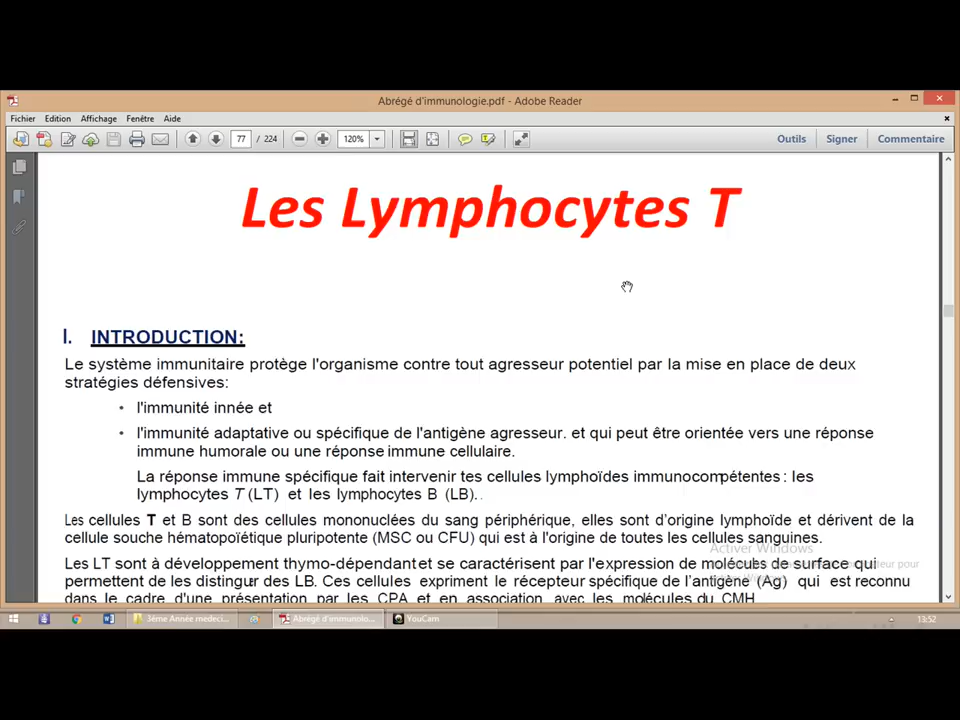 Abrégé d'immunologie.pdf - Adobe Reader
Fichier Edition Affichage Fenêtre Aide
77 / 224 120% Outils Signer Commentaire
Les Lymphocytes T
I. INTRODUCTION:
Le système immunitaire protège l'organisme contre tout agresseur potentiel par la mise en place de deux
stratégies défensives:
• l'immunité innée et
• l'immunité adaptative ou spécifique de l'antigène agresseur. et qui peut être orientée vers une réponse
immune humorale ou une réponse immune cellulaire.
La réponse immune spécifique fait intervenir tes cellules lymphoïdes immunocompétentes : les
lymphocytes T (LT) et les lymphocytes B (LB).
Les cellules T et B sont des cellules mononuclées du sang périphérique, elles sont d'origine lymphoïde et dérivent de la
cellule souche hématopoïétique pluripotente (MSC ou CFU) qui est à l'origine de toutes les cellules sanguines.
Activer Windows
Les LT sont à développement thymo-dépendant et se caractérisent par l'expression de molécules de surface qui
permettent de les distingur des LB. Ces cellules expriment le récepteur spécifique de l'antigène (Ag) qui est reconnu
dans le cadre d'une présentation par les CPA et en association avec les molécules du CMH
3éme Année medeci... Abrégé d'immunolo... YouCam 13:52